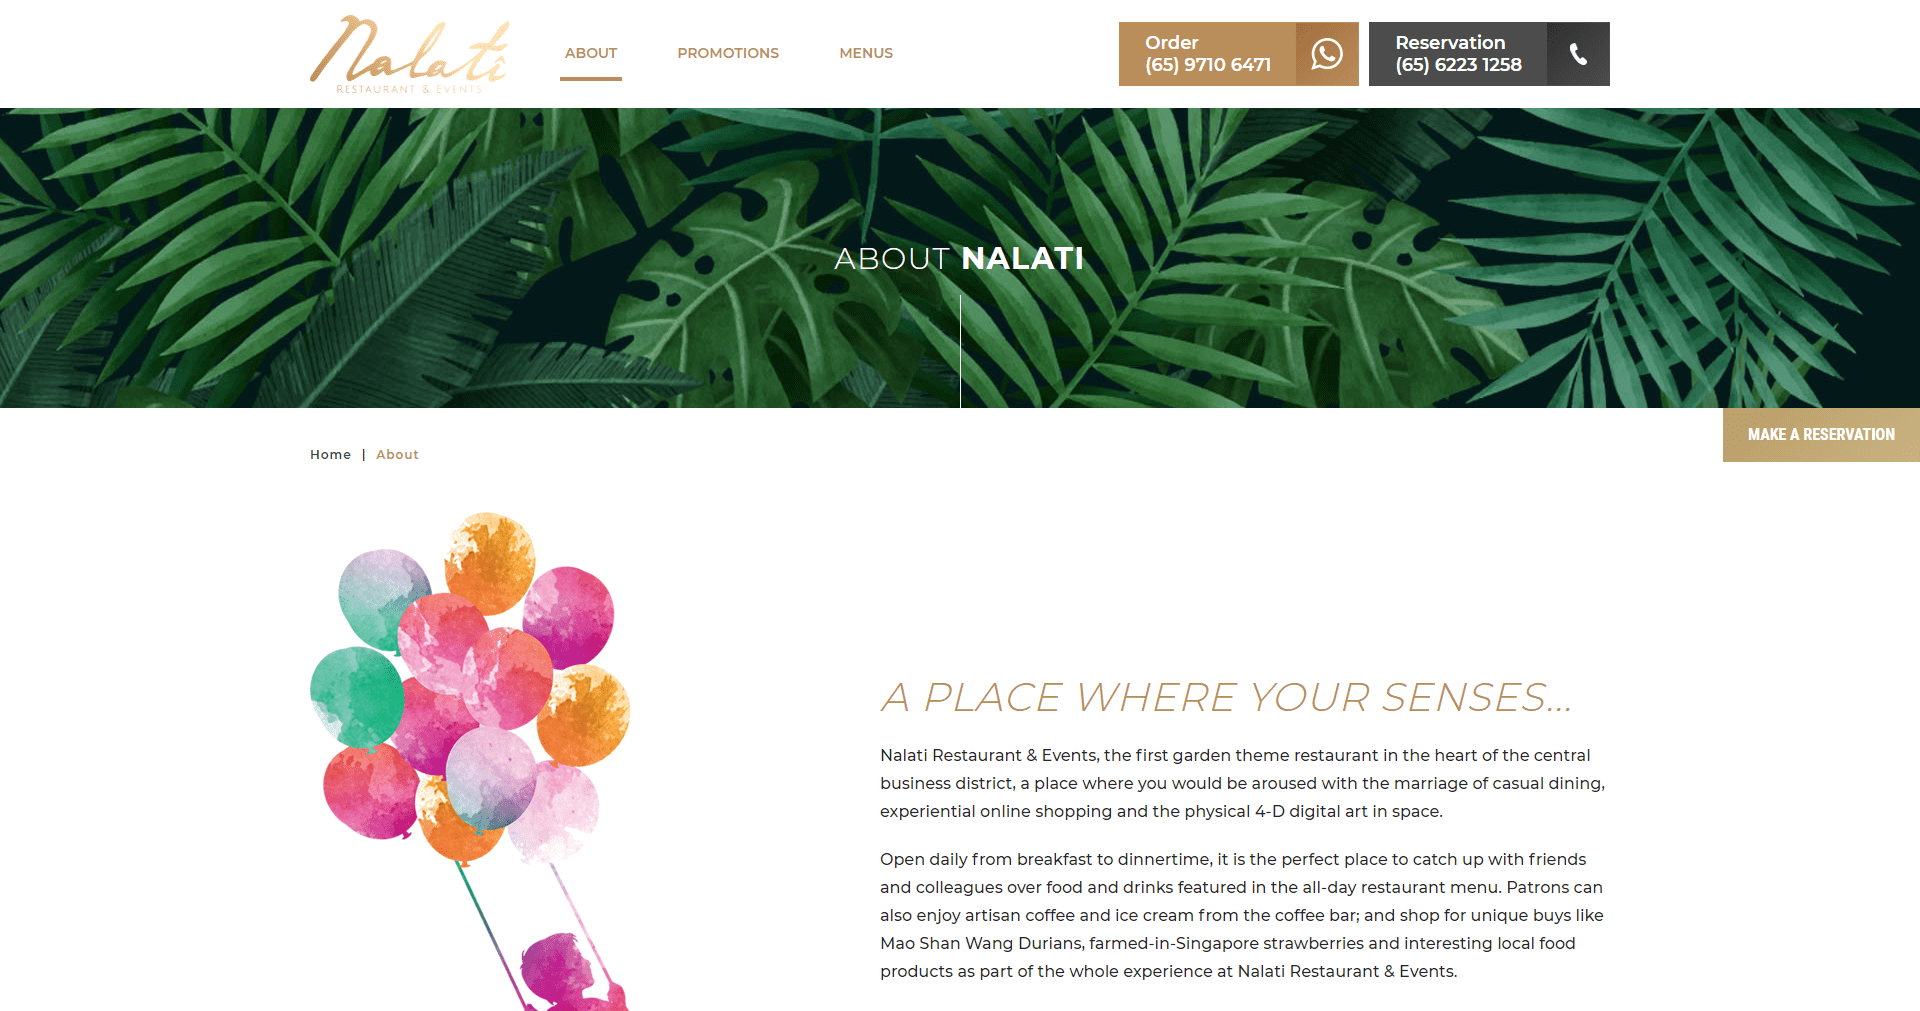 Nalati
RESTAURANT & EVENTS
ABOUT
PROMOTIONS
MENUS
Order
(65) 9710 6471
Reservation
(65) 6223 1258
ABOUT NALATI
MAKE A RESERVATION
Home | About
A PLACE WHERE YOUR SENSES...
Nalati Restaurant & Events, the first garden theme restaurant in the heart of the central
business district, a place where you would be aroused with the marriage of casual dining,
experiential online shopping and the physical 4-D digital art in space.
Open daily from breakfast to dinnertime, it is the perfect place to catch up with friends
and colleagues over food and drinks featured in the all-day restaurant menu. Patrons can
also enjoy artisan coffee and ice cream from the coffee bar; and shop for unique buys like
Mao Shan Wang Durians, farmed-in-Singapore strawberries and interesting local food
products as part of the whole experience at Nalati Restaurant & Events.